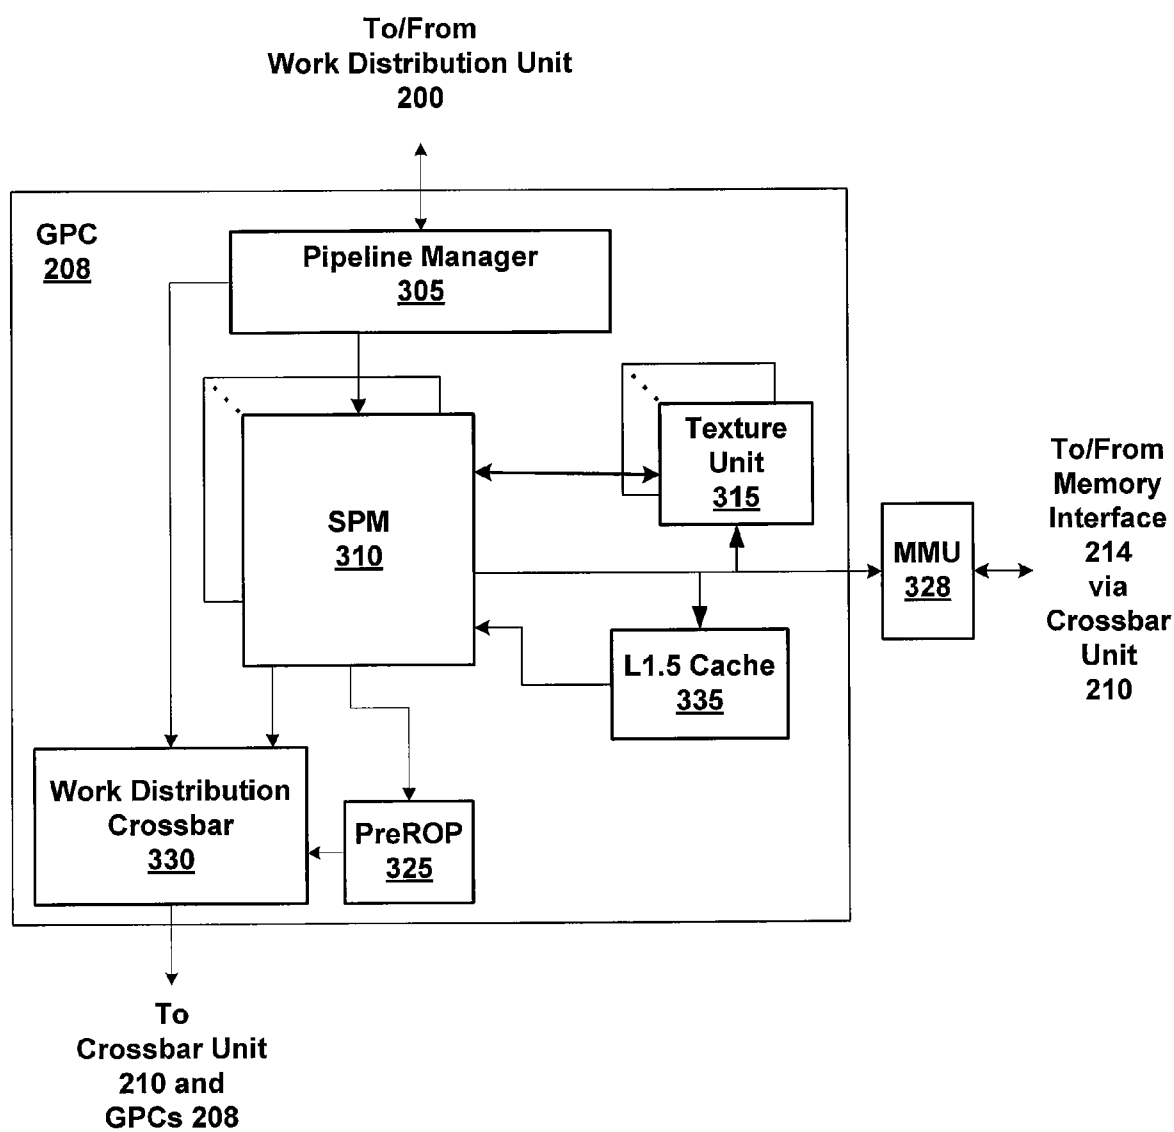 To/From
Work Distribution Unit
200
GPC
208
Pipeline Manager
305
Texture
Unit
315
SPM
310
To/From
Memory
Interface
214
via
Crossbar
Unit
210
MMU
328
L1.5 Cache
335
Work Distribution
Crossbar
330
PreROP
325
To
Crossbar Unit
210 and
GPCs 208